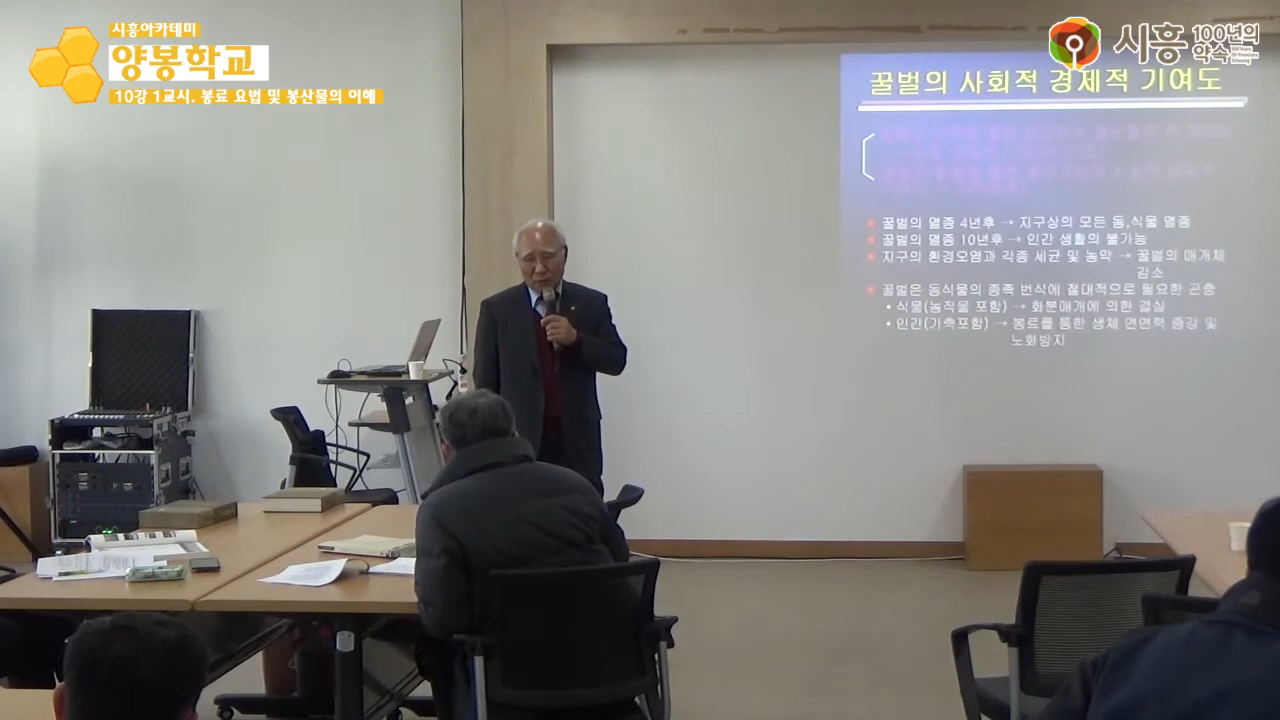 시흥아카데미
양봉학교
10강 1교시. 봉료 요법 및 봉산물의 이해
시흥 100년의 약속
꿀벌의 사회적 경제적 기여도
꿀벌의 멸종 4년후 → 지구상의 모든 동,식물 멸종
꿀벌의 멸종 10년후 → 인간 생활의 불가능
지구의 환경오염과 각종 세균 및 농약 → 꿀벌의 매개체
감소
꿀벌은 동식물의 종족 번식에 절대적으로 필요한 곤충
• 식물(농작물 포함) → 화분매개에 의한 결실
• 인간(가축포함) → 봉료를 통한 생체 면연력 증강 및
노화방지